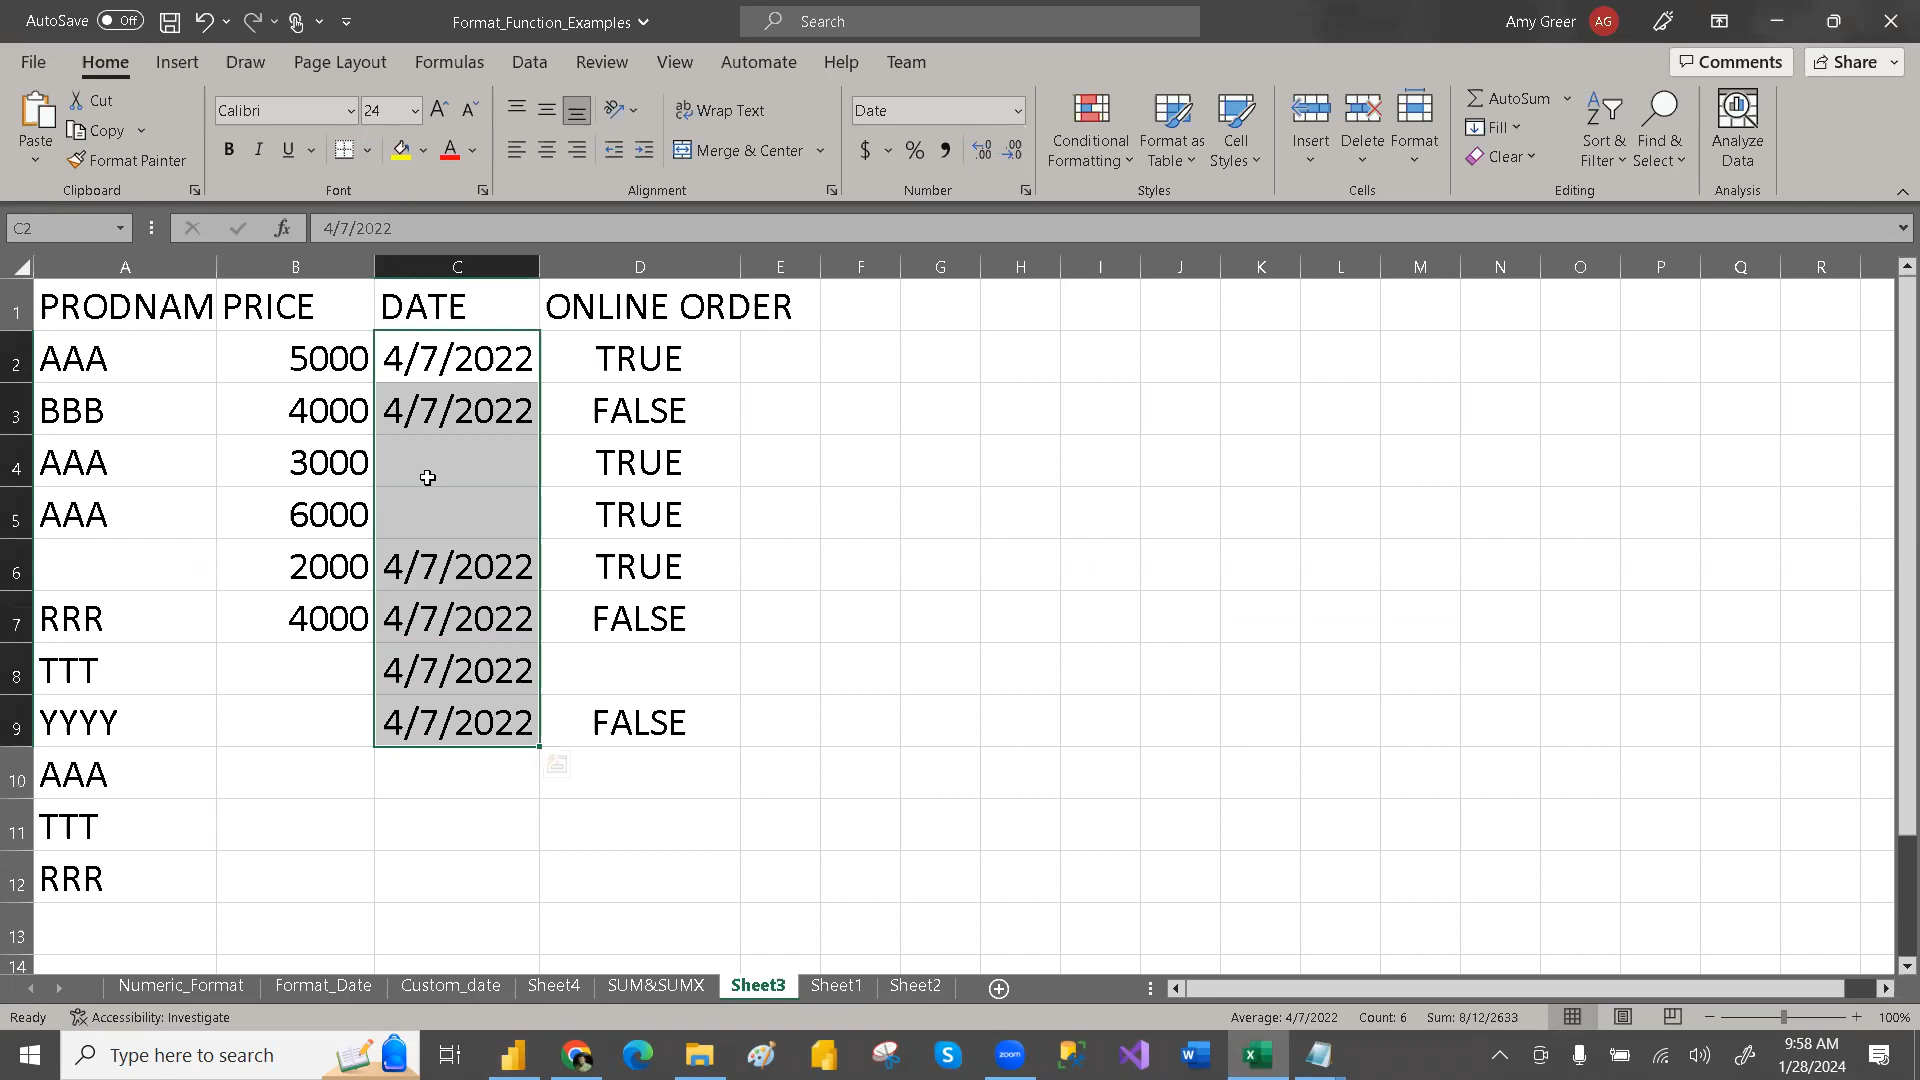 AutoSave Off Format_Function_Examples Search Amy Greer AG
File Home Insert Draw Page Layout Formulas Data Review View Automate Help Team Comments Share
Paste Cut Copy Format Painter Clipboard
Calibri 24 A A B I U A Font
Wrap Text Merge & Center Alignment
Date $ % , Number
Conditional Formatting Format as Table Cell Styles Styles
Insert Delete Format Cells
AutoSum Fill Clear Sort & Filter Find & Select Editing
Analyze Data Analysis
C2 fx 4/7/2022
A B C D E F G H I J K L M N O P Q R
1 PRODNAM PRICE DATE ONLINE ORDER
2 AAA 5000 4/7/2022 TRUE
3 BBB 4000 4/7/2022 FALSE
4 AAA 3000 TRUE
5 AAA 6000 TRUE
6 2000 4/7/2022 TRUE
7 RRR 4000 4/7/2022 FALSE
8 TTT 4/7/2022
9 YYYY 4/7/2022 FALSE
10 AAA
11 TTT
12 RRR
13
14
Numeric_Format Format_Date Custom_date Sheet4 SUM&SUMX Sheet3 Sheet1 Sheet2
Ready Accessibility: Investigate Average: 4/7/2022 Count: 6 Sum: 8/12/2633 100%
Type here to search zoom 9:58 AM
1/28/2024